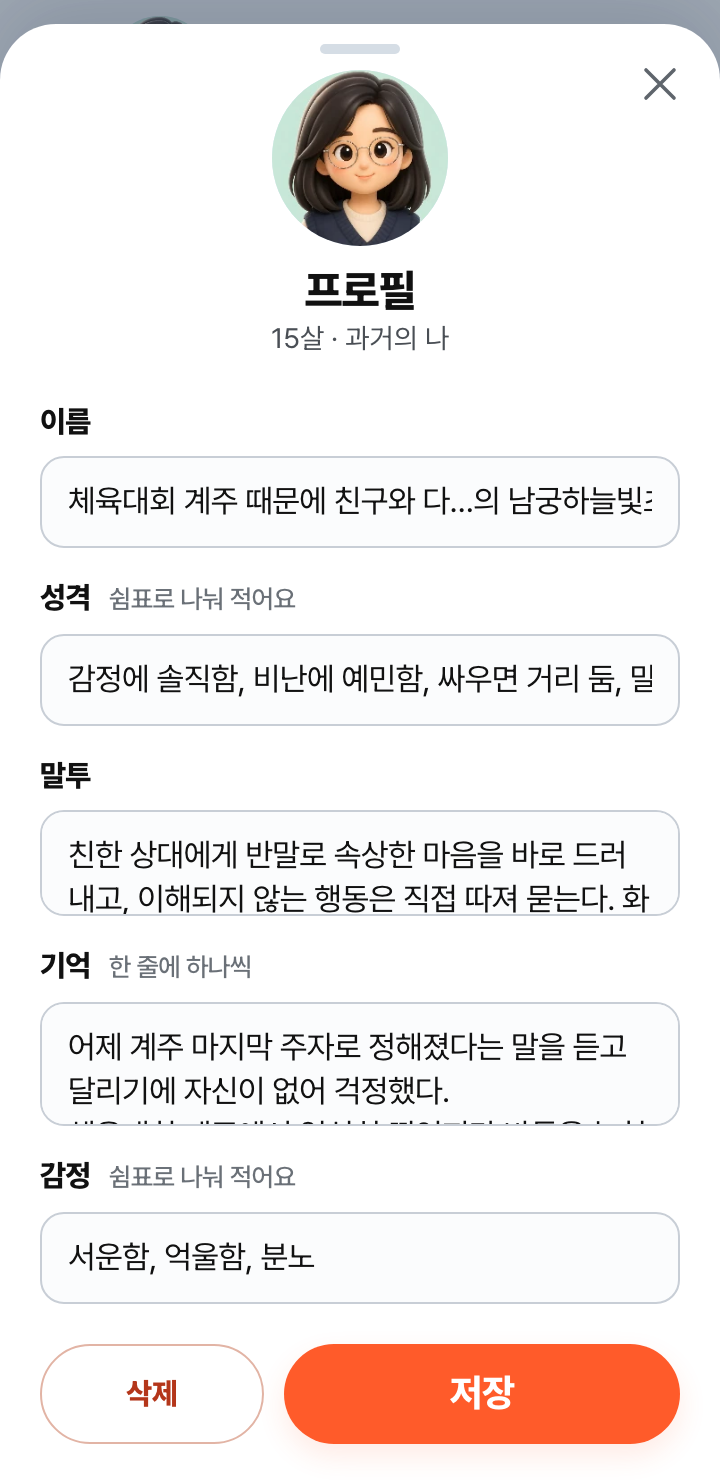 프로필
15살 · 과거의 나
이름
체육대회 계주 때문에 친구와 다...의 남궁하늘빛
성격 쉼표로 나눠 적어요
감정에 솔직함, 비난에 예민함, 싸우면 거리 둠, 밀
말투
친한 상대에게 반말로 속상한 마음을 바로 드러
내고, 이해되지 않는 행동은 직접 따져 묻는다. 화
기억 한 줄에 하나씩
어제 계주 마지막 주자로 정해졌다는 말을 듣고
달리기에 자신이 없어 걱정했다.
감정 쉼표로 나눠 적어요
서운함, 억울함, 분노
삭제
저장